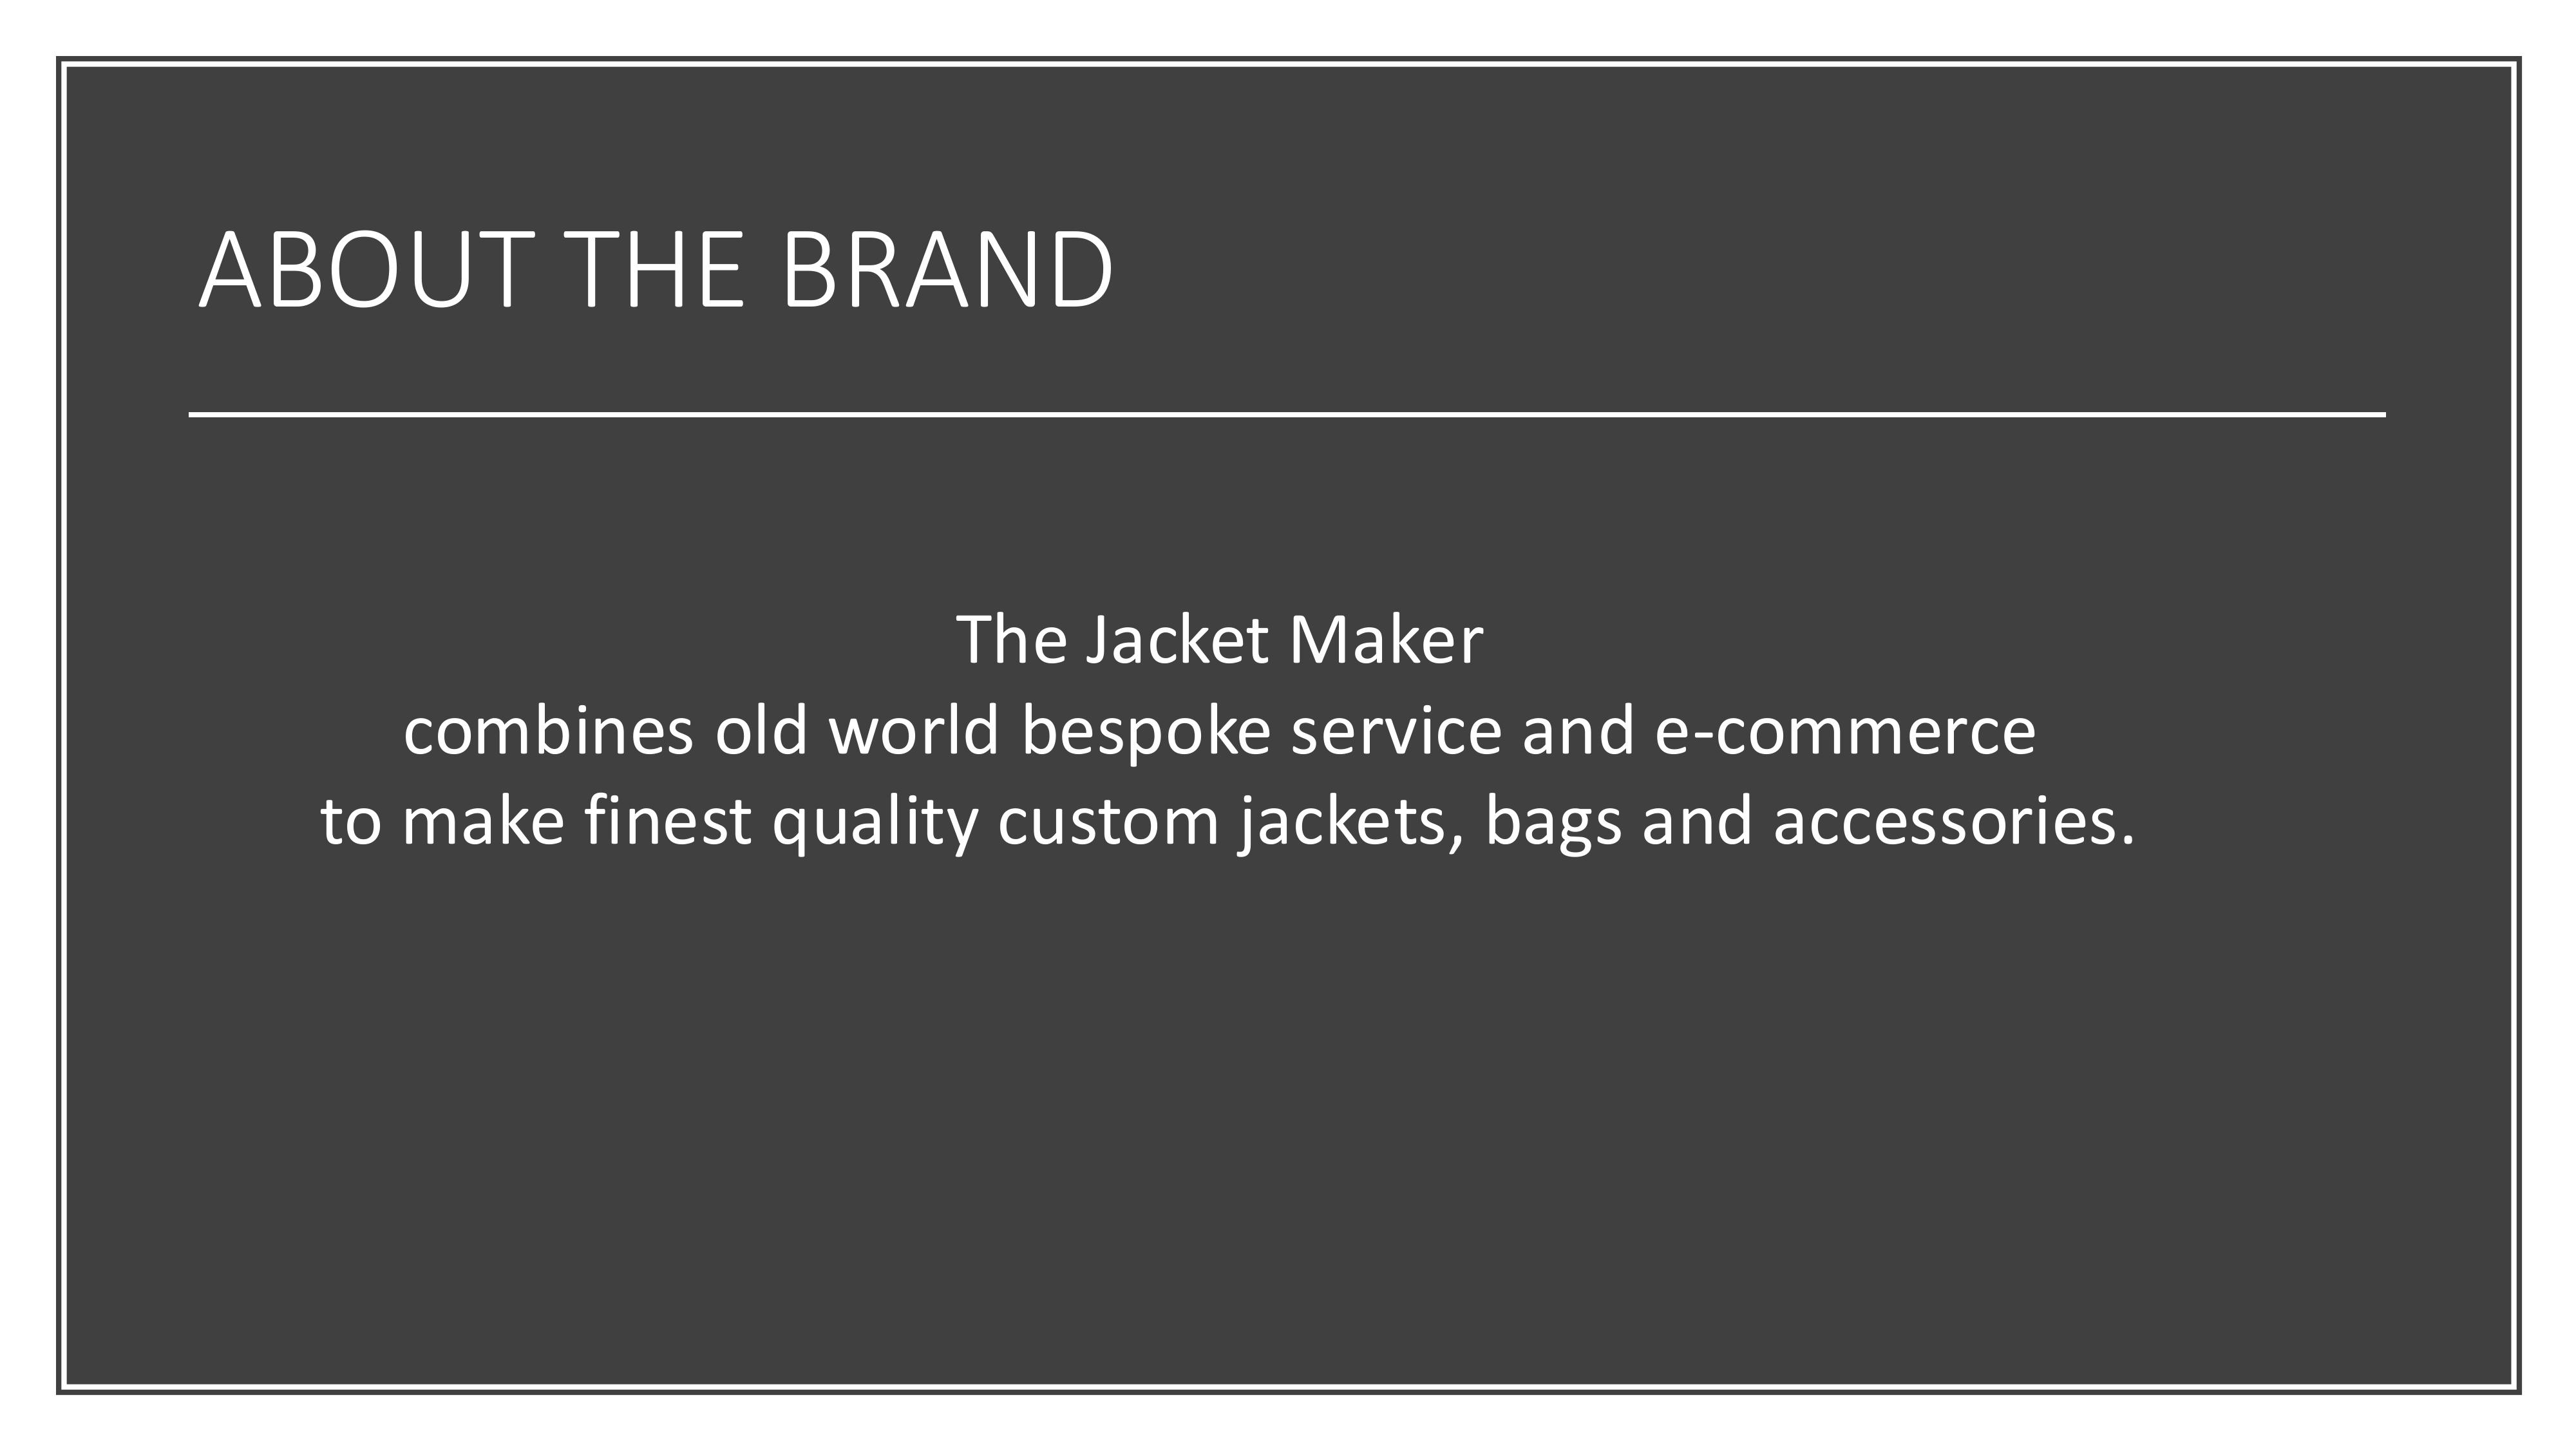 ABOUT THE BRAND
The Jacket Maker
combines old world bespoke service and e-commerce
to make finest quality custom jackets, bags and accessories.